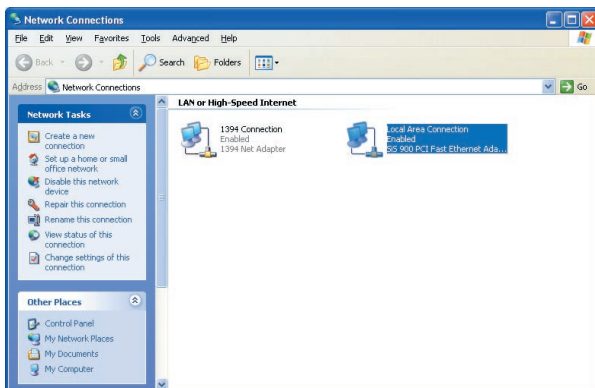 Network Connections
File Edit View Favorites Tools Advanced Help
Back Search Folders
Address Network Connections Go
Network Tasks
Create a new
connection
Set up a home or small
office network
Disable this network
device
Repair this connection
Rename this connection
View status of this
connection
Change settings of this
connection
Other Places
Control Panel
My Network Places
My Documents
My Computer
LAN or High-Speed Internet
1394 Connection
Enabled
1394 Net Adapter
Local Area Connection
Enabled
SiS 900 PCI Fast Ethernet Ada...